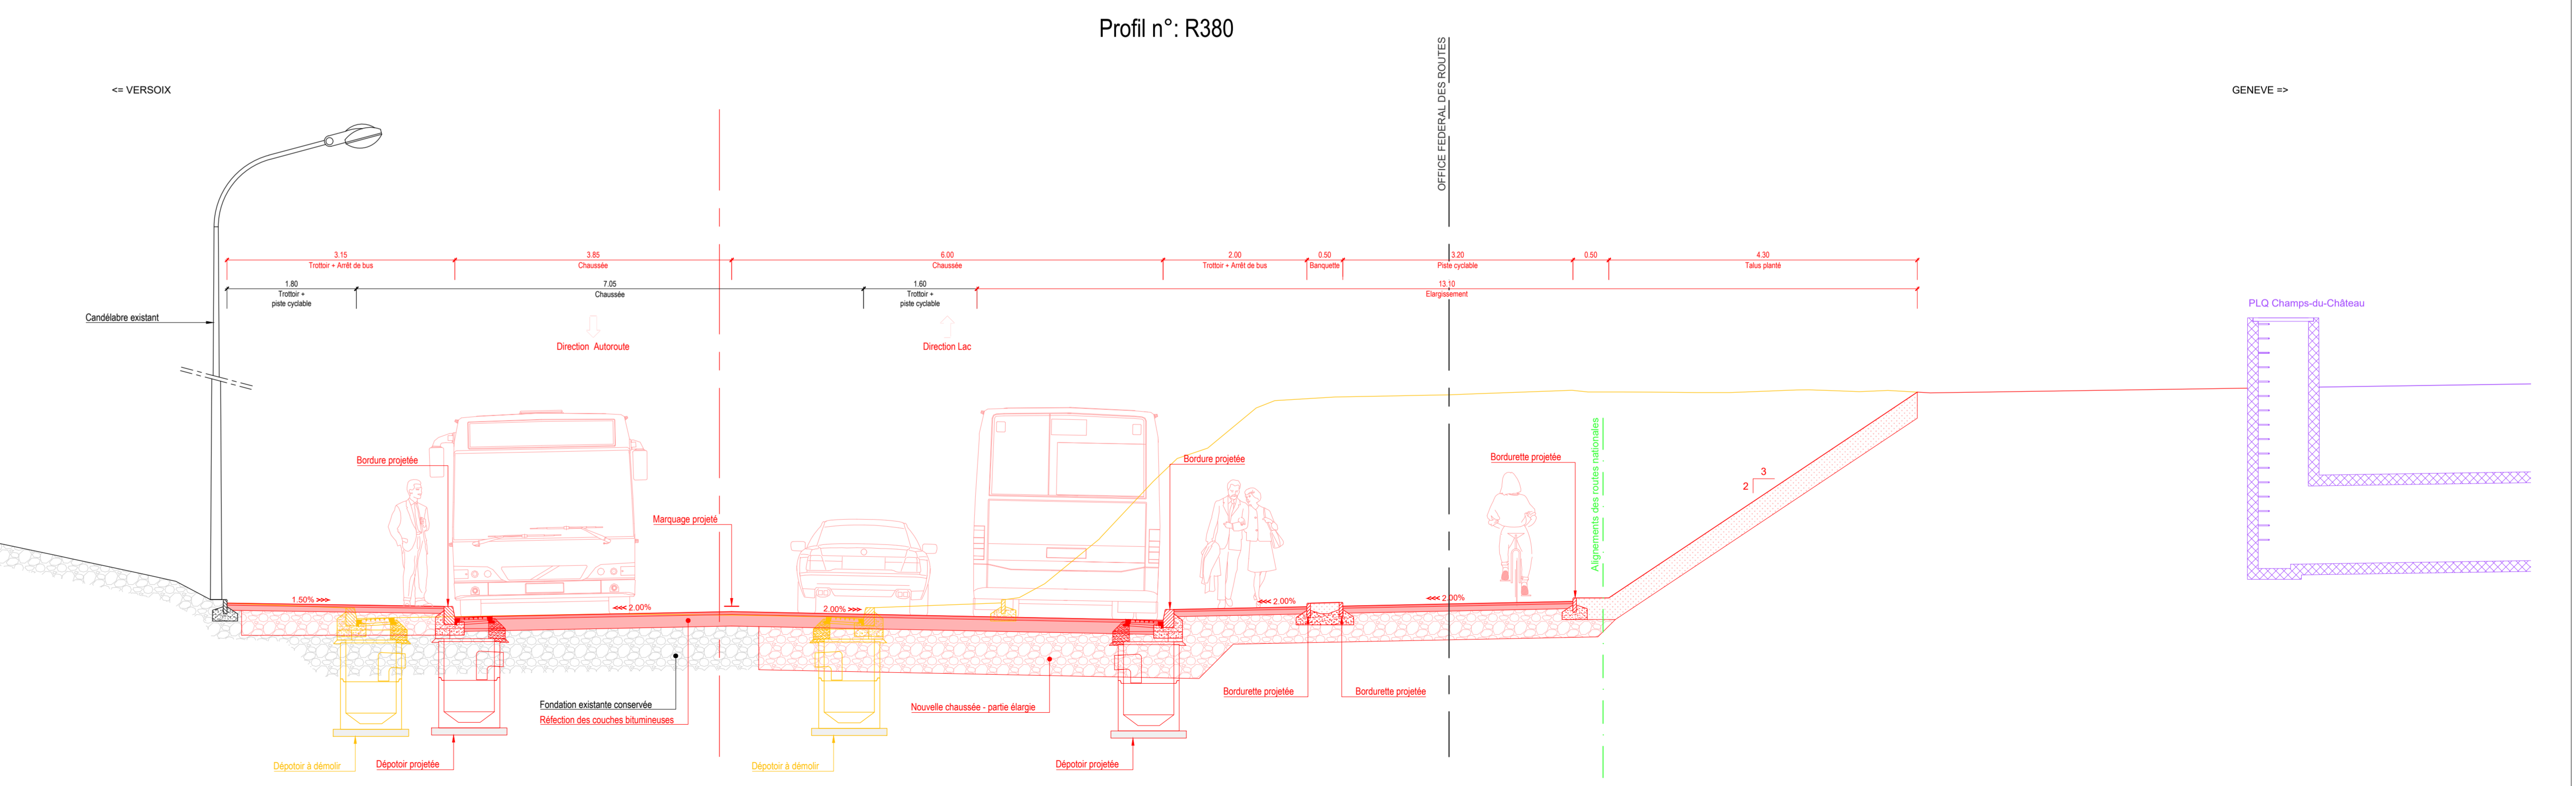 Profil n°: R380
OFFICE FEDERAL DES ROUTES
<= VERSOIX
GENEVE =>
3.15
Trottoir + Arrêt de bus
3.85
Chaussée
6.00
Chaussée
2.00
Trottoir + Arrêt de bus
0.50
Banquette
3.20
Piste cyclable
0.50
4.30
Talus planté
1.80
Trottoir +
piste cyclable
7.05
Chaussée
1.60
Trottoir +
piste cyclable
13.10
Elargissement
PLQ Champs-du-Château
Candélabre existant
Direction Autoroute
Direction Lac
Bordure projetée
Bordure projetée
Bordurette projetée
Alignements des routes nationales
3
2
Marquage projeté
1.50% >>>
<<< 2.00%
2.00% >>>
<<< 2.00%
<<< 2.00%
Fondation existante conservée
Réfection des couches bitumineuses
Nouvelle chaussée - partie élargie
Bordurette projetée
Bordurette projetée
Dépotoir à démolir
Dépotoir projetée
Dépotoir à démolir
Dépotoir projetée